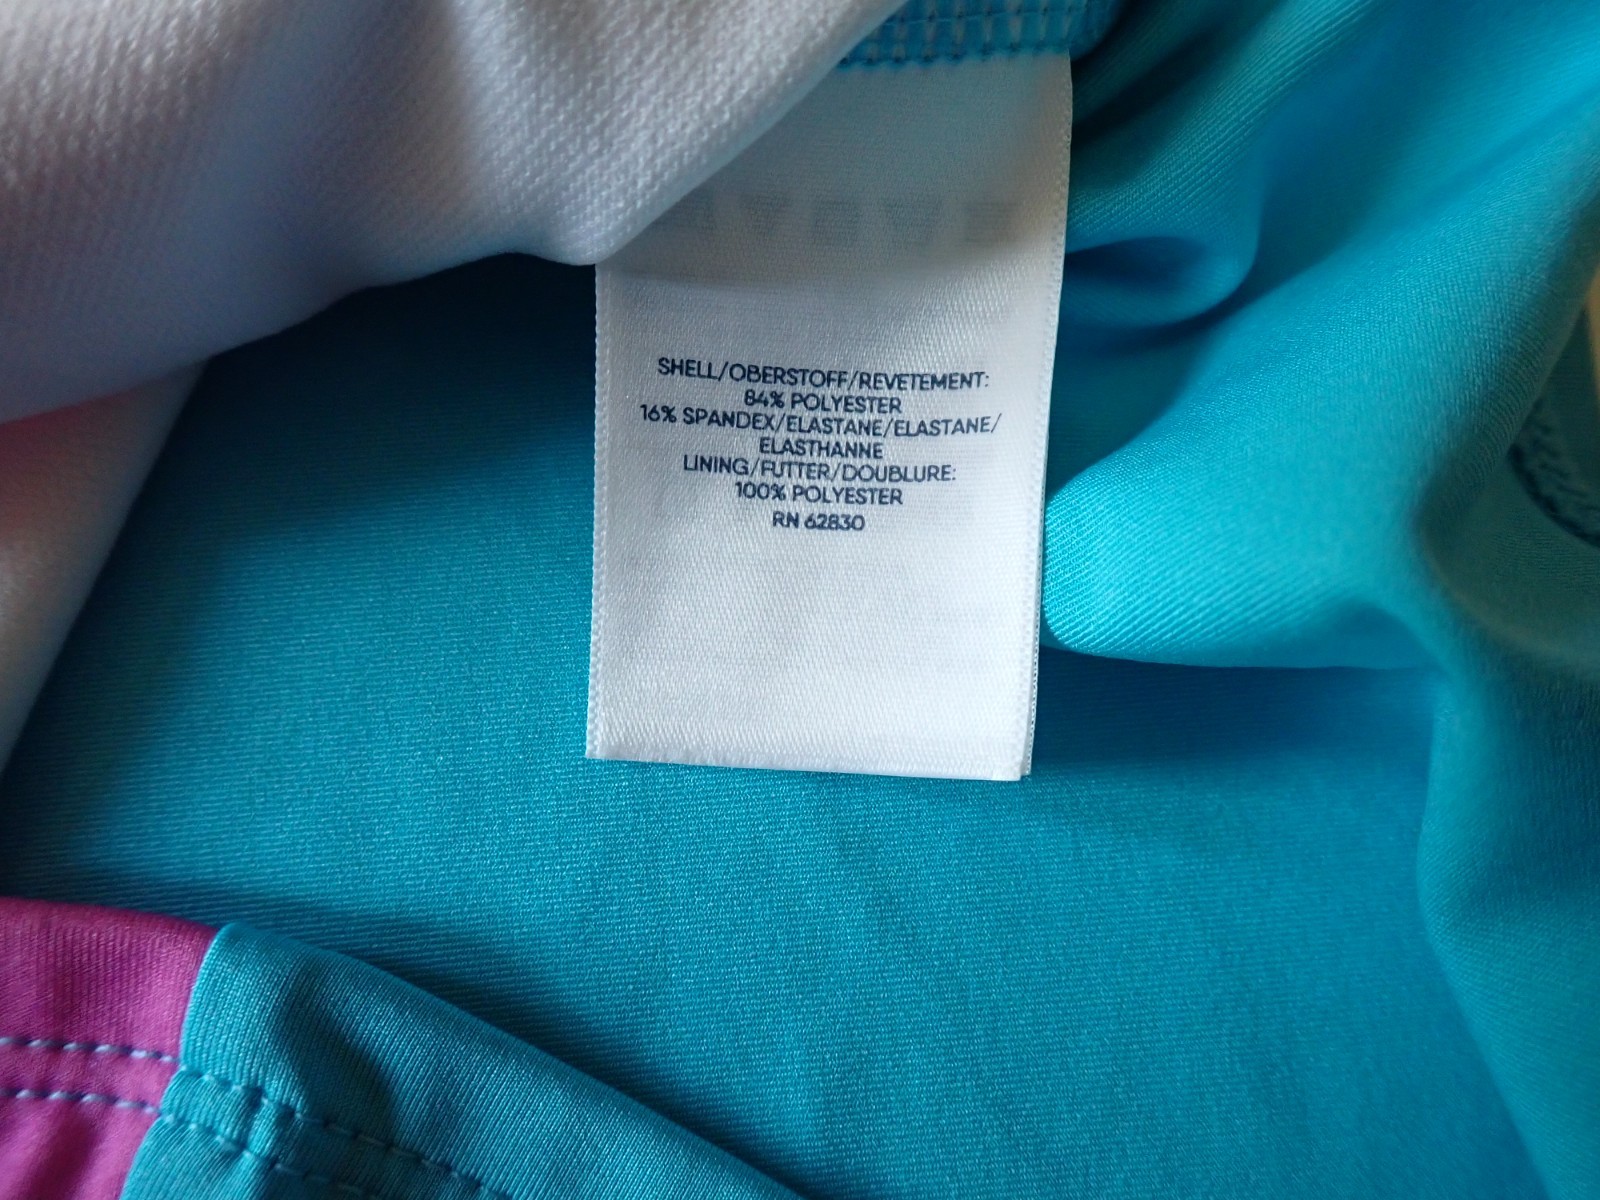 SHELL/OBERSTOFF/REVETEMENT:
84% POLYESTER
16% SPANDEX/ELASTANE/ELASTANE/
ELASTHANNE
LINING/FUTTER/DOUBLURE:
100% POLYESTER
RN 62830